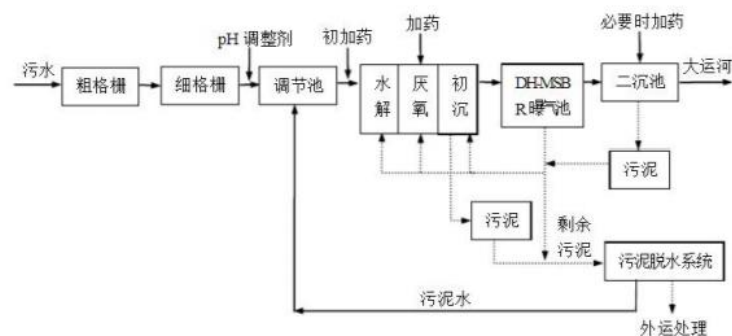 必要时加药
pH 调整剂
初加药
加药
污水
粗格栅
细格栅
调节池
水解
厌氧
初沉
DH-MSB
R曝气池
二沉池
大运河
污泥
污泥
剩余
污泥
污泥脱水系统
污泥水
外运处理